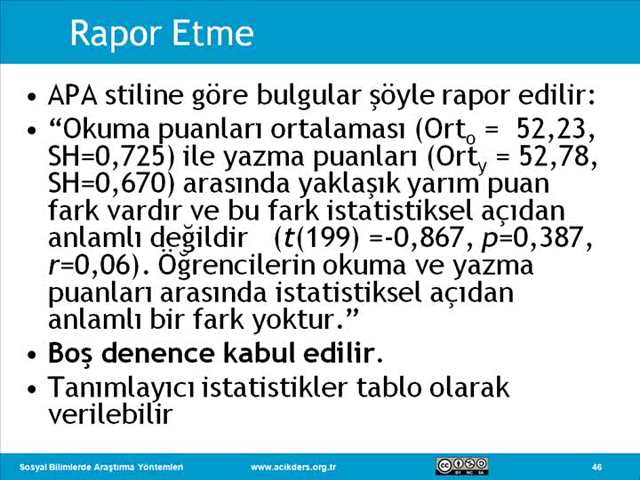 Rapor Etme
• APA stiline göre bulgular şöyle rapor edilir:
• “Okuma puanları ortalaması (Ort₀ = 52,23,
SH=0,725) ile yazma puanları (Orty = 52,78,
SH=0,670) arasında yaklaşık yarım puan
fark vardır ve bu fark istatistiksel açıdan
anlamlı değildir (t(199) =-0,867, p=0,387,
r=0,06). Öğrencilerin okuma ve yazma
puanları arasında istatistiksel açıdan
anlamlı bir fark yoktur.”
• Boş denence kabul edilir.
• Tanımlayıcı istatistikler tablo olarak
verilebilir
Sosyal Bilimlerde Araştırma Yöntemleri www.acikders.org.tr cc BY NC SA 46